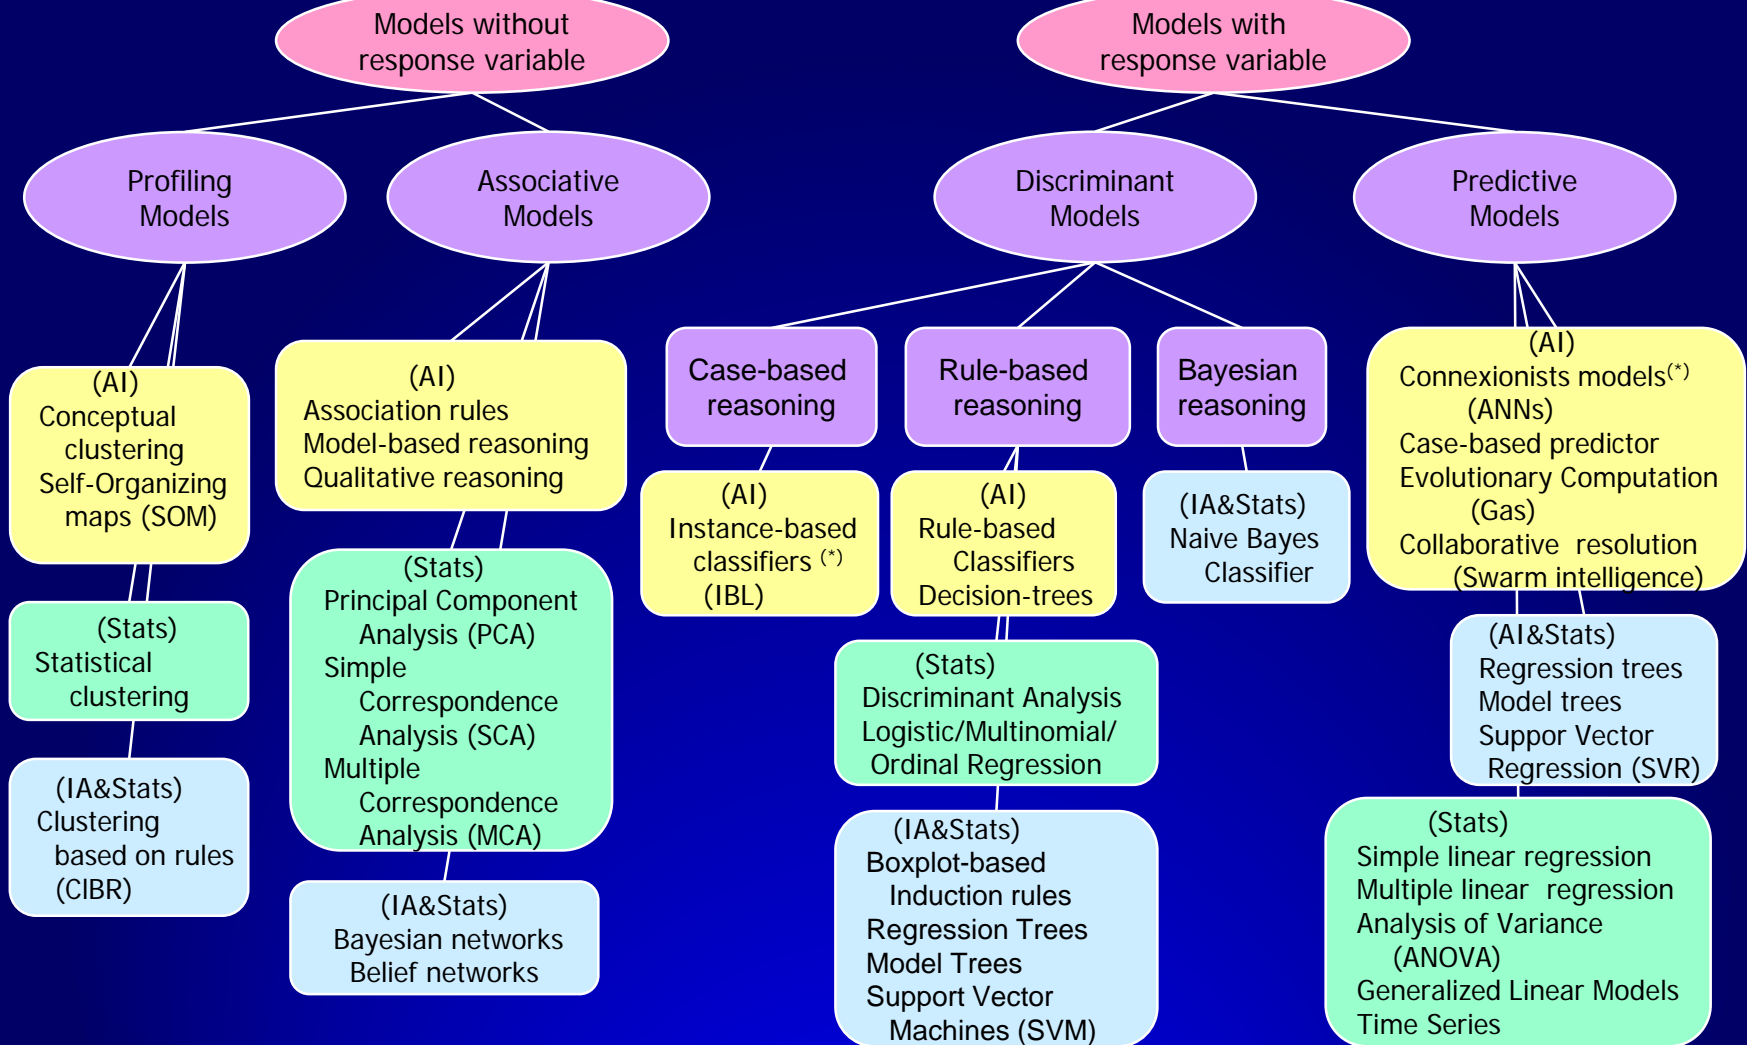 Models without
response variable
Models with
response variable
Profiling
Models
Associative
Models
Discriminant
Models
Predictive
Models
(AI)
Conceptual
clustering
Self-Organizing
maps (SOM)
(Stats)
Statistical
clustering
(IA&Stats)
Clustering
based on rules
(ClBR)
(AI)
Association rules
Model-based reasoning
Qualitative reasoning
(Stats)
Principal Component
Analysis (PCA)
Simple
Correspondence
Analysis (SCA)
Multiple
Correspondence
Analysis (MCA)
(IA&Stats)
Bayesian networks
Belief networks
Case-based
reasoning
(AI)
Instance-based
classifiers (*)
(IBL)
Rule-based
reasoning
(AI)
Rule-based
Classifiers
Decision-trees
(Stats)
Discriminant Analysis
Logistic/Multinomial/
Ordinal Regression
(IA&Stats)
Boxplot-based
Induction rules
Regression Trees
Model Trees
Support Vector
Machines (SVM)
Bayesian
reasoning
(IA&Stats)
Naive Bayes
Classifier
(AI)
Connexionists models(*)
(ANNs)
Case-based predictor
Evolutionary Computation
(Gas)
Collaborative resolution
(Swarm intelligence)
(AI&Stats)
Regression trees
Model trees
Suppor Vector
Regression (SVR)
(Stats)
Simple linear regression
Multiple linear regression
Analysis of Variance
(ANOVA)
Generalized Linear Models
Time Series